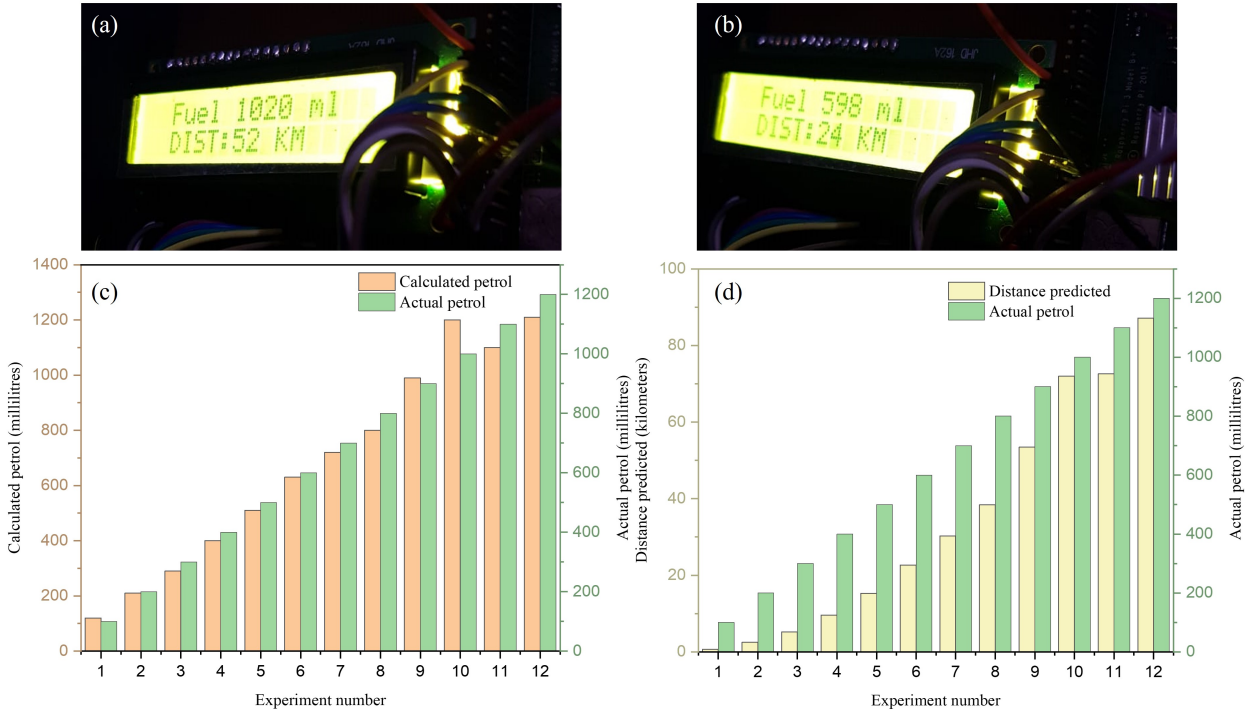 (a)
JHD 162A
Fuel 1020 ml
DIST:52 KM
(b)
JHD 162A
Fuel 598 ml
DIST:24 KM
(c)
Calculated petrol
Actual petrol
Calculated petrol (millilitres)
1400
1200
1000
800
600
400
200
0
1200
1000
800
600
400
200
0
Actual petrol (millilitres)
1 2 3 4 5 6 7 8 9 10 11 12
Experiment number
(d)
Distance predicted
Actual petrol
Distance predicted (kilometers)
100
80
60
40
20
0
1200
1000
800
600
400
200
0
Actual petrol (millilitres)
1 2 3 4 5 6 7 8 9 10 11 12
Experiment number